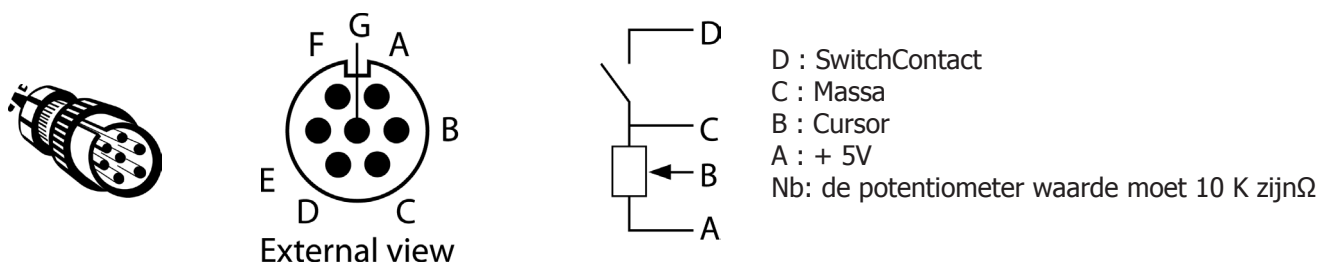 G
F
A
B
E
D
C
External view
D
C
B
A
D : SwitchContact
C : Massa
B : Cursor
A : + 5V
Nb: de potentiometer waarde moet 10 K zijnΩ